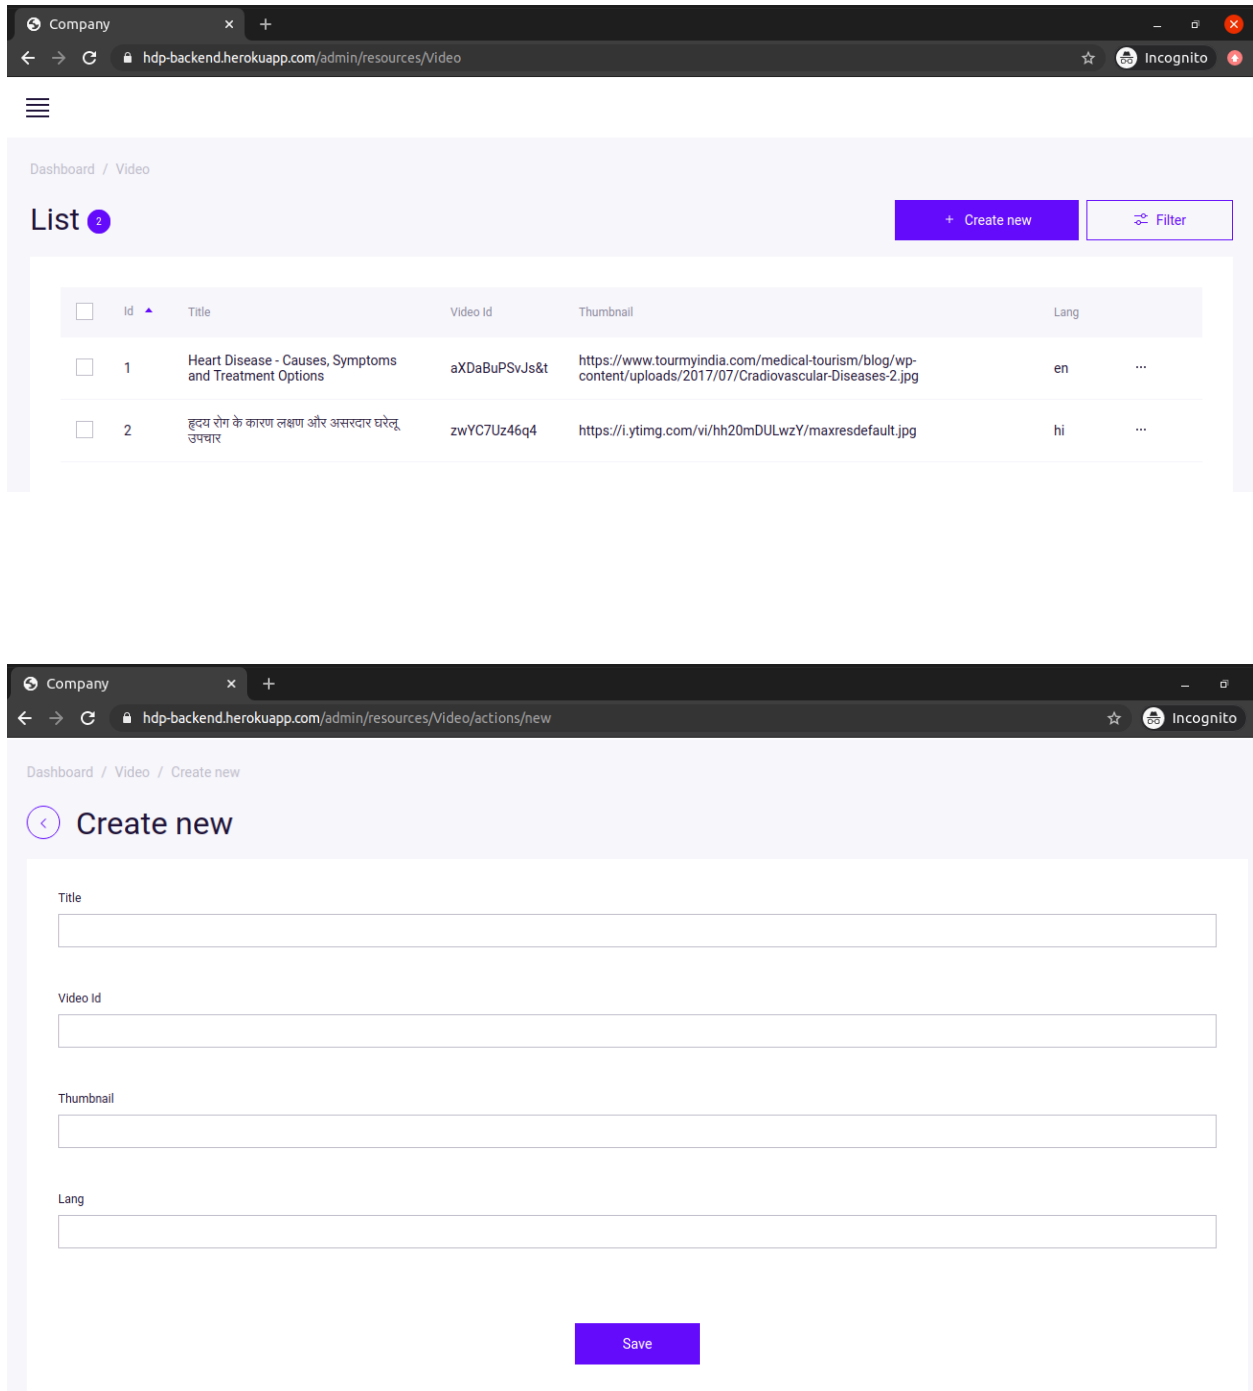 Company
hdp-backend.herokuapp.com/admin/resources/Video
Incognito
Dashboard / Video
List 2
+ Create new
Filter
Id Title Video Id Thumbnail Lang
1
Heart Disease - Causes, Symptoms
and Treatment Options
aXDaBuPSvJs&t
https://www.tourmyindia.com/medical-tourism/blog/wp-
content/uploads/2017/07/Cradiovascular-Diseases-2.jpg
en
2
हृदय रोग के कारण लक्षण और असरदार घरेलू
उपचार
zwYC7Uz46q4
https://i.ytimg.com/vi/hh20mDULwzY/maxresdefault.jpg
hi
Company
hdp-backend.herokuapp.com/admin/resources/Video/actions/new
Incognito
Dashboard / Video / Create new
Create new
Title
Video Id
Thumbnail
Lang
Save